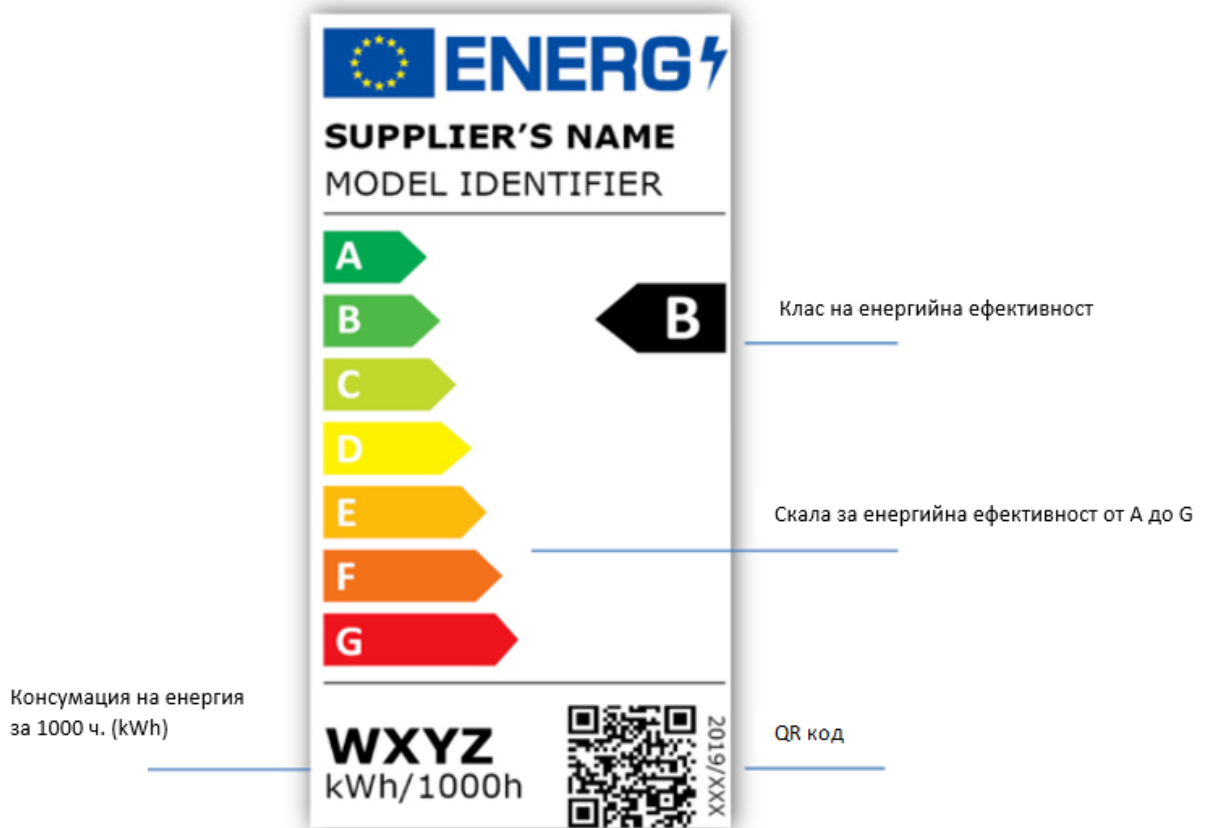 ENERG
SUPPLIER'S NAME
MODEL IDENTIFIER
A
B
B
Клас на енергийна ефективност
C
D
E
Скала за енергийна ефективност от А до G
F
G
Консумация на енергия
за 1000 ч. (kWh)
WXYZ
kWh/1000h
2019/XXX
QR код